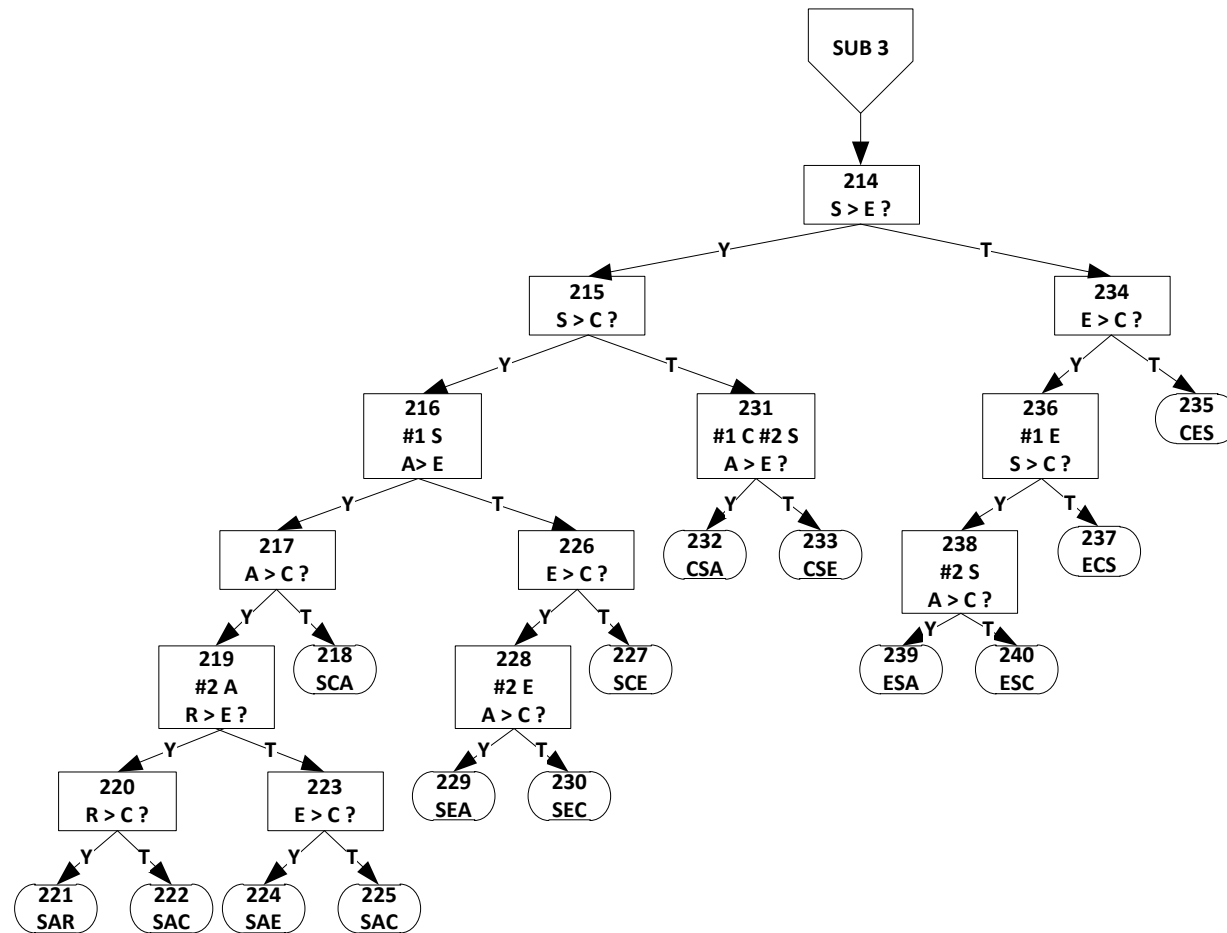 SUB 3
214
S > E ?
Y
T
215
S > C ?
234
E > C ?
Y
T
Y
T
216
#1 S
A> E
231
#1 C #2 S
A > E ?
236
#1 E
S > C ?
235
CES
Y
T
Y
T
Y
T
217
A > C ?
226
E > C ?
232
CSA
233
CSE
238
#2 S
A > C ?
237
ECS
Y
T
Y
T
Y
T
219
#2 A
R > E ?
218
SCA
228
#2 E
A > C ?
227
SCE
239
ESA
240
ESC
Y
T
Y
T
220
R > C ?
223
E > C ?
229
SEA
230
SEC
Y
T
Y
T
221
SAR
222
SAC
224
SAE
225
SAC